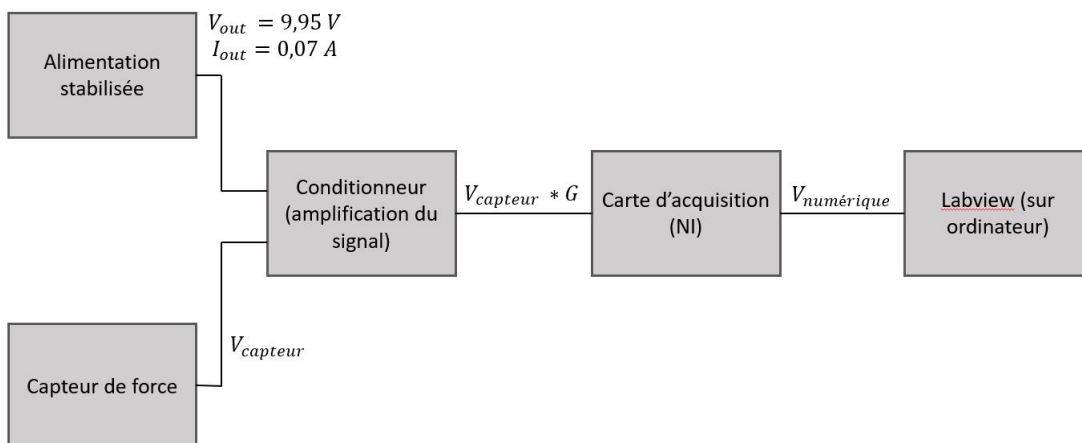 Alimentation
stabilisée
V_out = 9,95 V
I_out = 0,07 A
Conditionneur
(amplification du
signal)
V_capteur * G
Carte d'acquisition
(NI)
V_numérique
Labview (sur
ordinateur)
Capteur de force
V_capteur